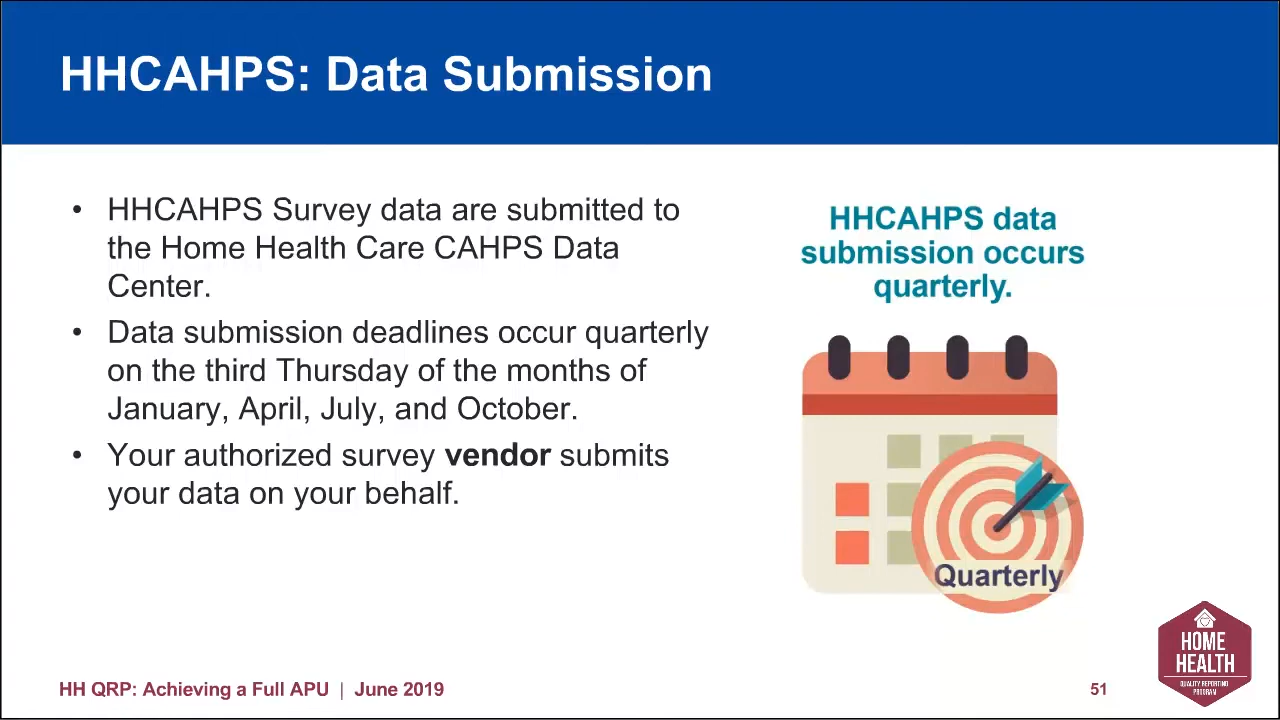 HHCAHPS: Data Submission
• HHCAHPS Survey data are submitted to
the Home Health Care CAHPS Data
Center.
• Data submission deadlines occur quarterly
on the third Thursday of the months of
January, April, July, and October.
• Your authorized survey vendor submits
your data on your behalf.
HHCAHPS data
submission occurs
quarterly.
Quarterly
HH QRP: Achieving a Full APU | June 2019
51
HOME
HEALTH
QUALITY REPORTING
PROGRAM